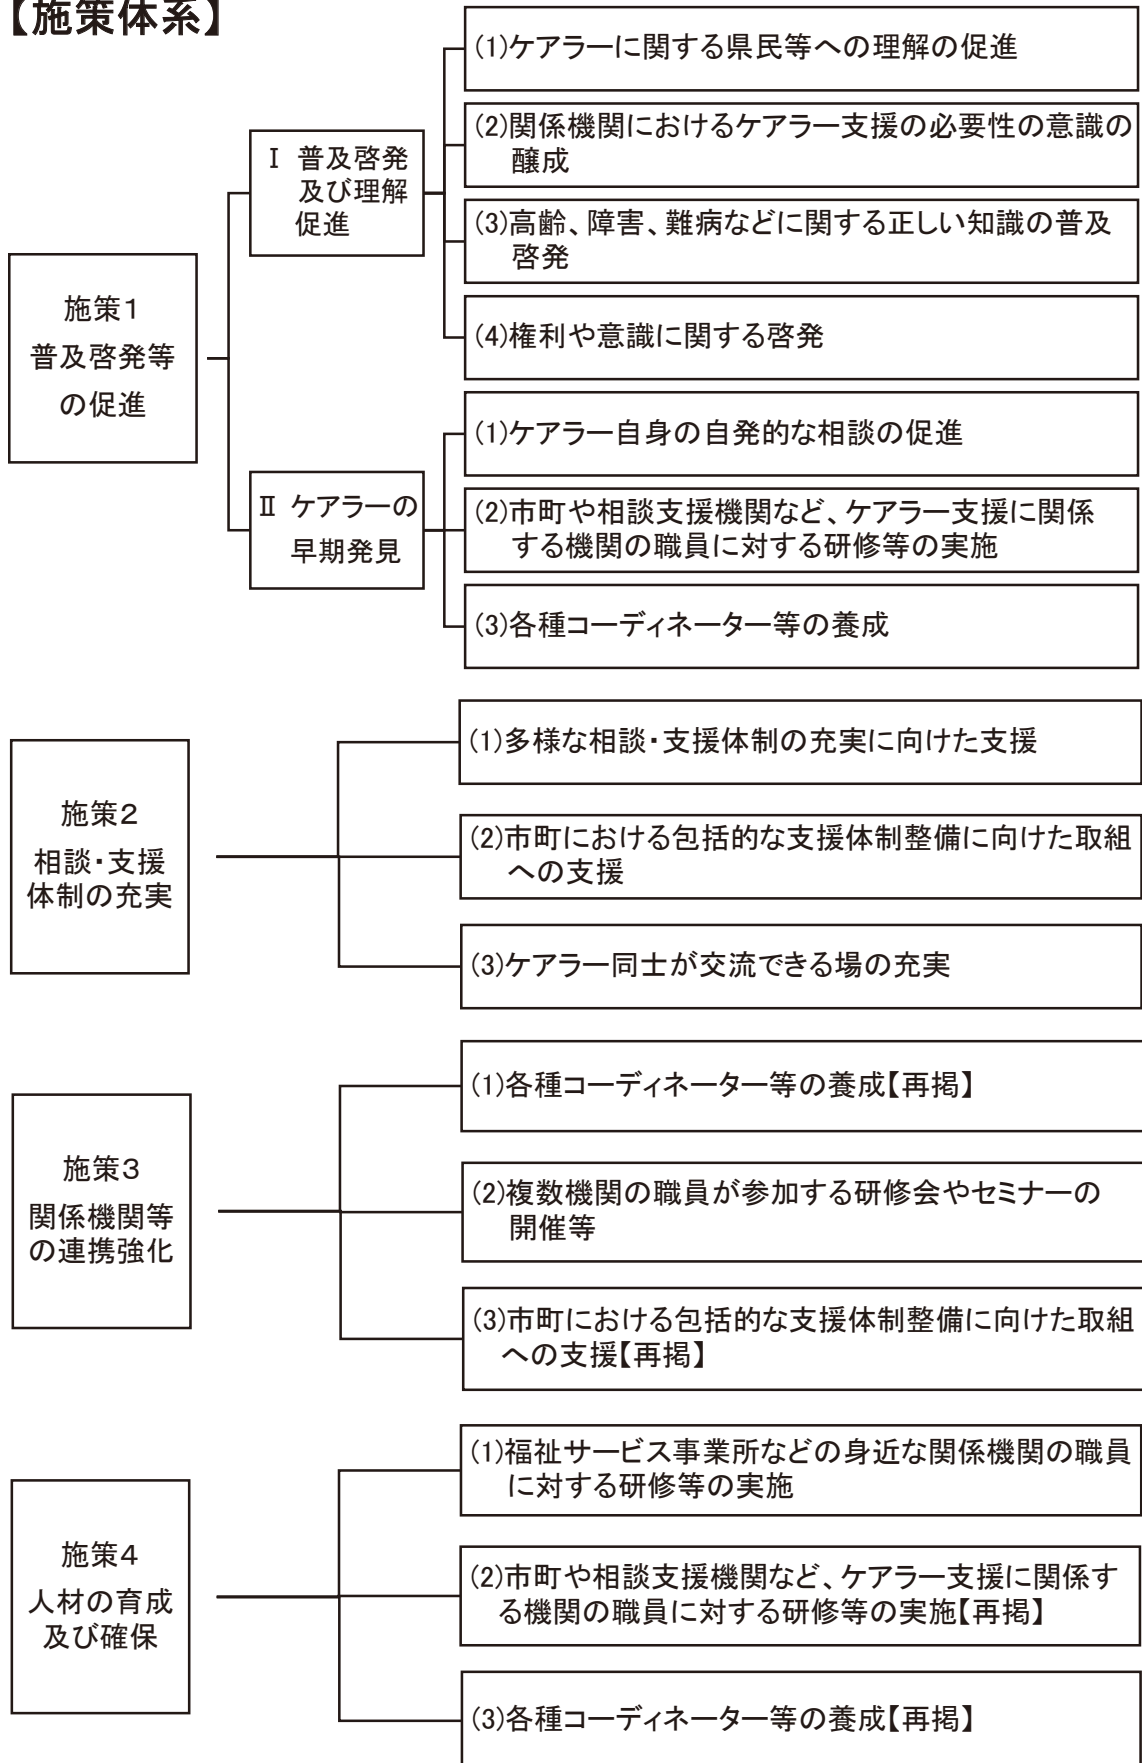 【施策体系】
施策1
普及啓発等
の促進
Ⅰ 普及啓発
及び理解
促進
(1)ケアラーに関する県民等への理解の促進
(2)関係機関におけるケアラー支援の必要性の意識の
醸成
(3)高齢、障害、難病などに関する正しい知識の普及
啓発
(4)権利や意識に関する啓発
Ⅱ ケアラーの
早期発見
(1)ケアラー自身の自発的な相談の促進
(2)市町や相談支援機関など、ケアラー支援に関係
する機関の職員に対する研修等の実施
(3)各種コーディネーター等の養成
施策2
相談・支援
体制の充実
(1)多様な相談・支援体制の充実に向けた支援
(2)市町における包括的な支援体制整備に向けた取組
への支援
(3)ケアラー同士が交流できる場の充実
施策3
関係機関等
の連携強化
(1)各種コーディネーター等の養成【再掲】
(2)複数機関の職員が参加する研修会やセミナーの
開催等
(3)市町における包括的な支援体制整備に向けた取組
への支援【再掲】
施策4
人材の育成
及び確保
(1)福祉サービス事業所などの身近な関係機関の職員
に対する研修等の実施
(2)市町や相談支援機関など、ケアラー支援に関係す
る機関の職員に対する研修等の実施【再掲】
(3)各種コーディネーター等の養成【再掲】